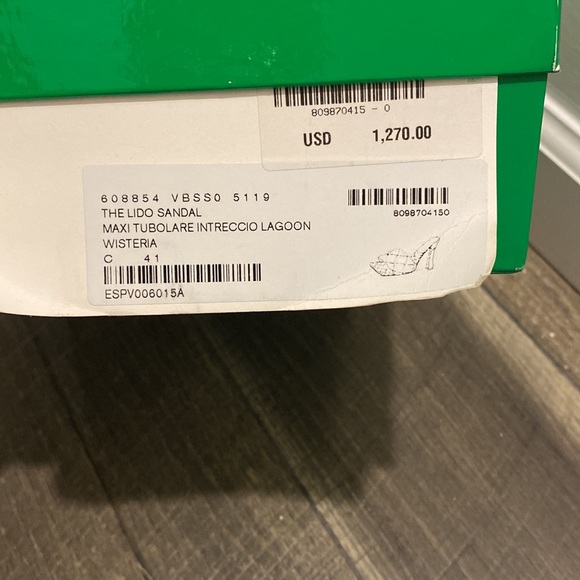 809870415 - 0
USD 1,270.00
608854 VBSS0 5119
THE LIDO SANDAL
8098704150
MAXI TUBOLARE INTRECCIO LAGOON
WISTERIA
C 41
ESPV006015A